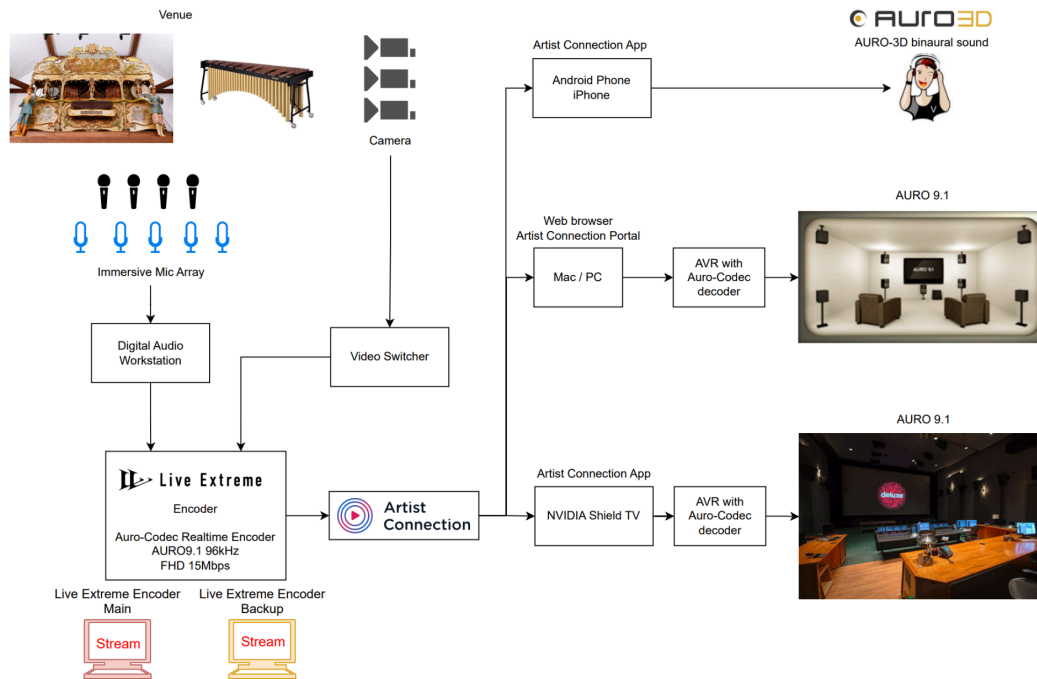 Venue
AURO3D
AURO-3D binaural sound
Artist Connection App
Android Phone
iPhone
V
Camera
Immersive Mic Array
Web browser
Artist Connection Portal
Mac / PC
AVR with
Auro-Codec
decoder
AURO 9.1
AURO 9.1
Digital Audio
Workstation
Video Switcher
Live Extreme
Encoder
Auro-Codec Realtime Encoder
AURO9.1 96kHz
FHD 15Mbps
Artist
Connection
Artist Connection App
NVIDIA Shield TV
AVR with
Auro-Codec
decoder
AURO 9.1
deluxe
Live Extreme Encoder
Main
Live Extreme Encoder
Backup
Stream
Stream